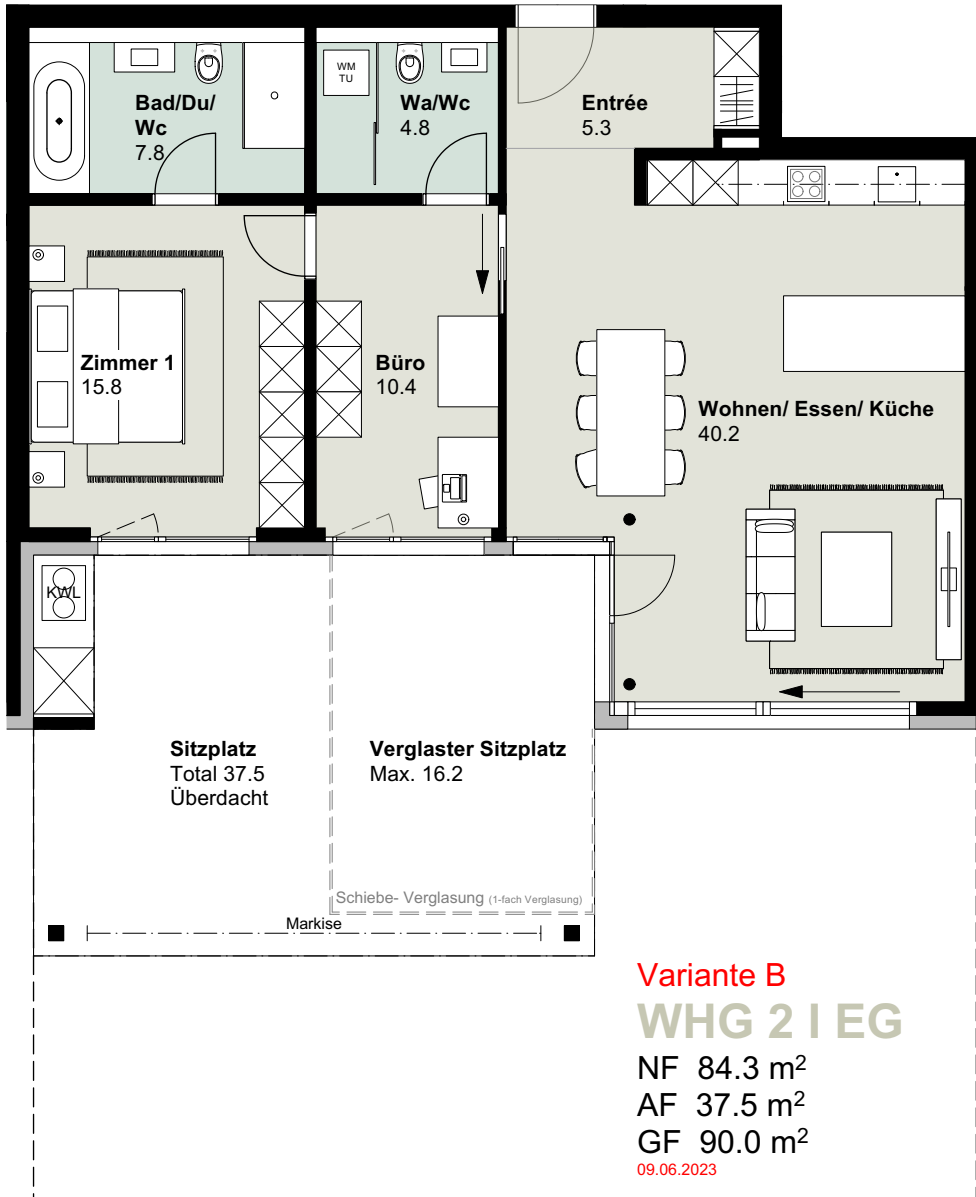 Bad/Du/
Wc
7.8
WM
TU
Wa/Wc
4.8
Entrée
5.3
Zimmer 1
15.8
Büro
10.4
Wohnen/ Essen/ Küche
40.2
KWL
Sitzplatz
Total 37.5
Überdacht
Verglaster Sitzplatz
Max. 16.2
Schiebe- Verglasung (1-fach Verglasung)
Markise
Variante B
WHG 2 I EG
NF 84.3 m²
AF 37.5 m²
GF 90.0 m²
09.06.2023